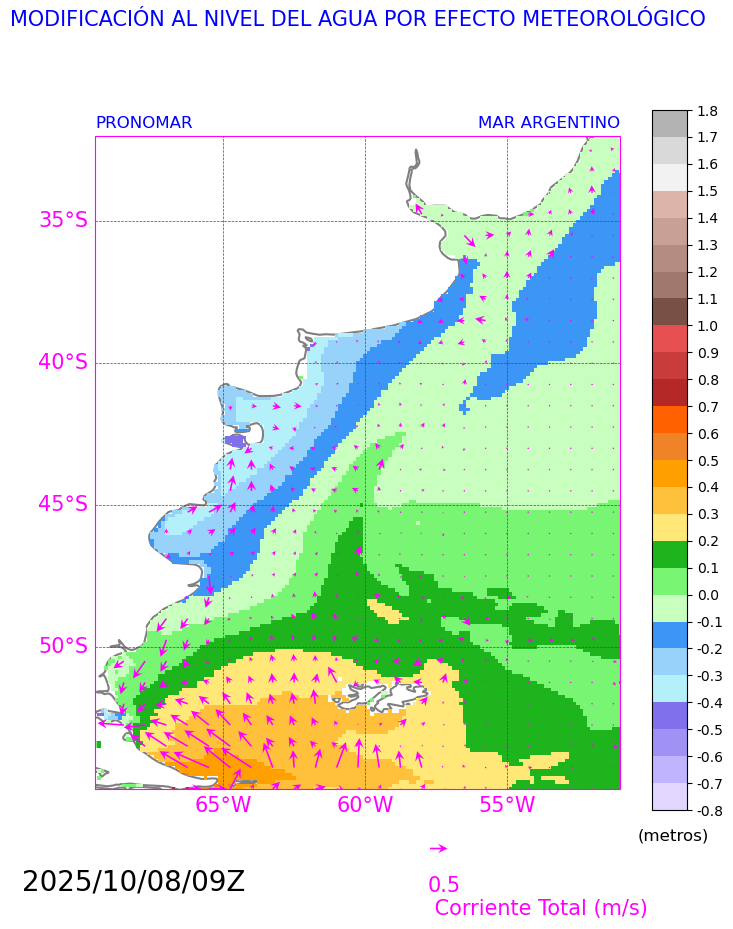 MODIFICACIÓN AL NIVEL DEL AGUA POR EFECTO METEOROLÓGICO
PRONOMAR MAR ARGENTINO
35°S
40°S
45°S
50°S
65°W 60°W 55°W
1.8
1.7
1.6
1.5
1.4
1.3
1.2
1.1
1.0
0.9
0.8
0.7
0.6
0.5
0.4
0.3
0.2
0.1
0.0
-0.1
-0.2
-0.3
-0.4
-0.5
-0.6
-0.7
-0.8
(metros)
2025/10/08/09Z
0.5
Corriente Total (m/s)